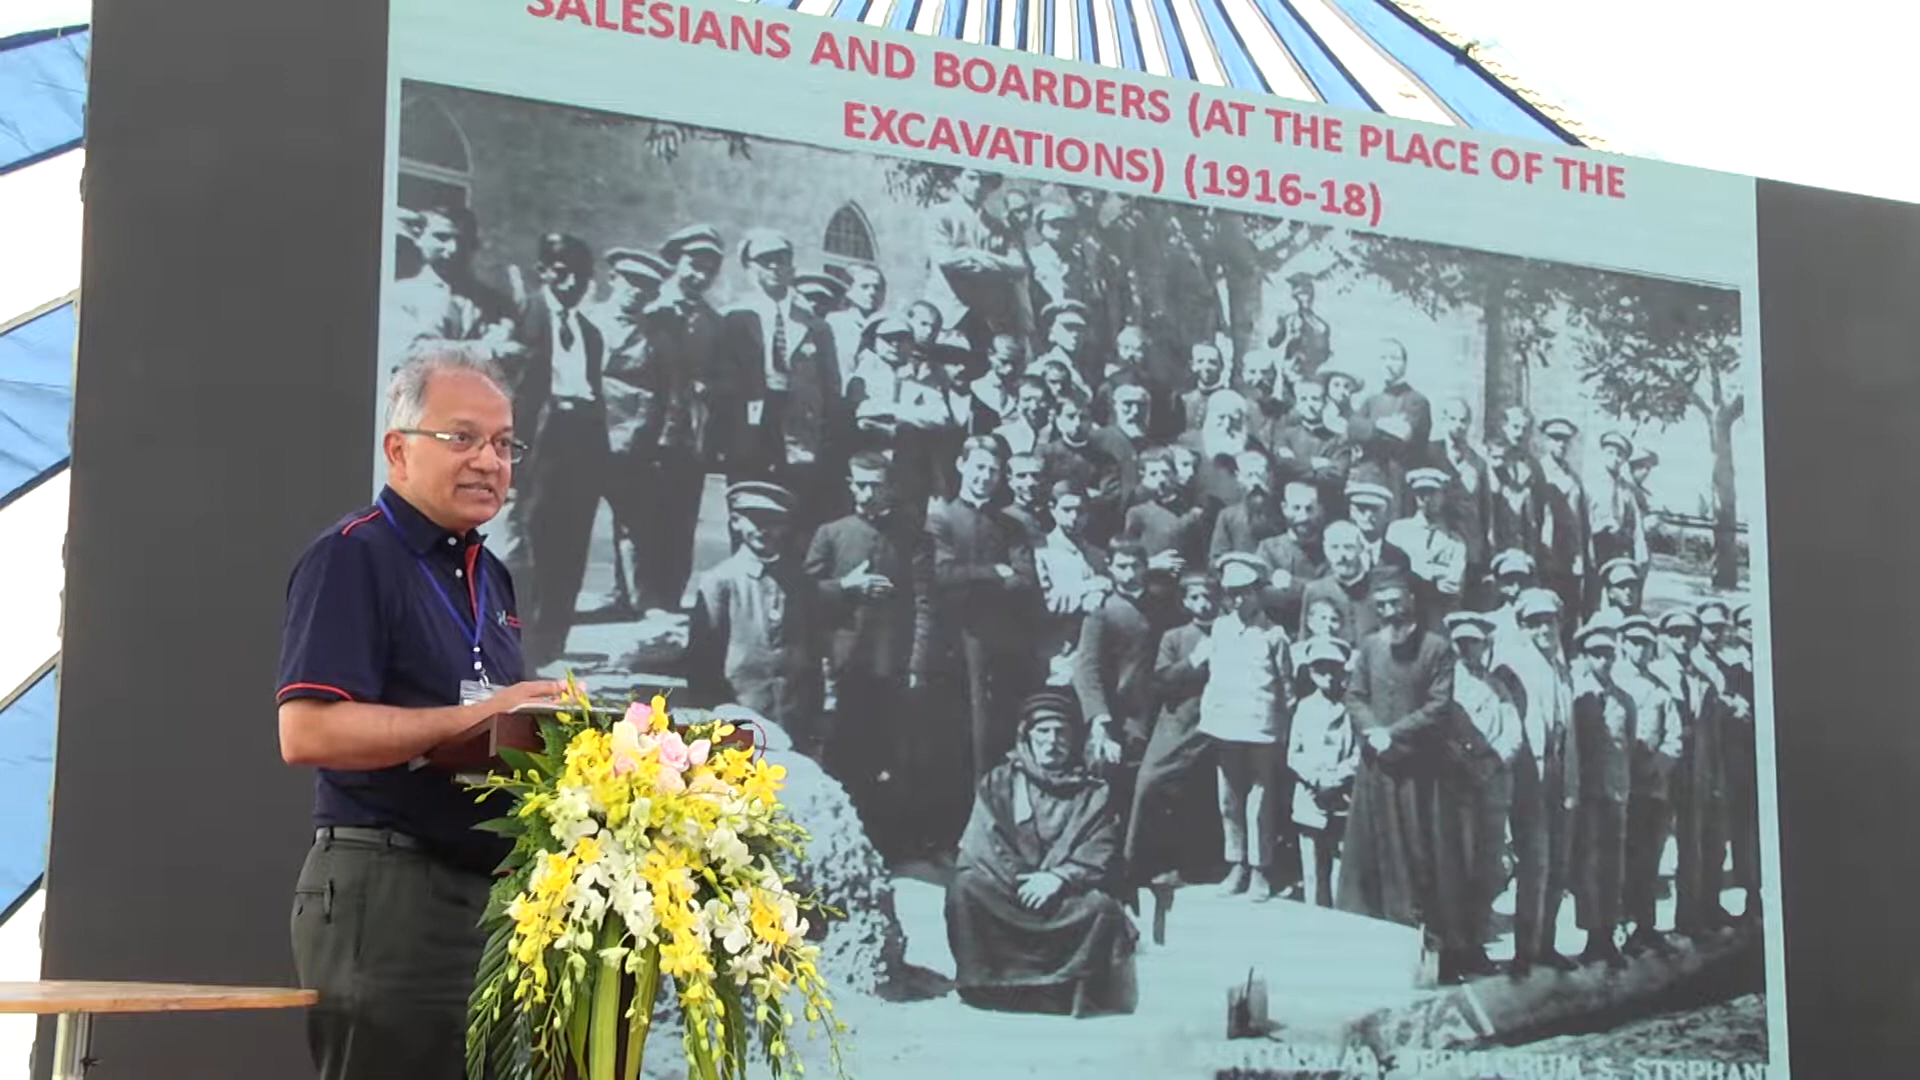 SALESIANS AND BOARDERS (AT THE PLACE OF THE
EXCAVATIONS) (1916-18)
SEPULCRUM S. STEPHANI